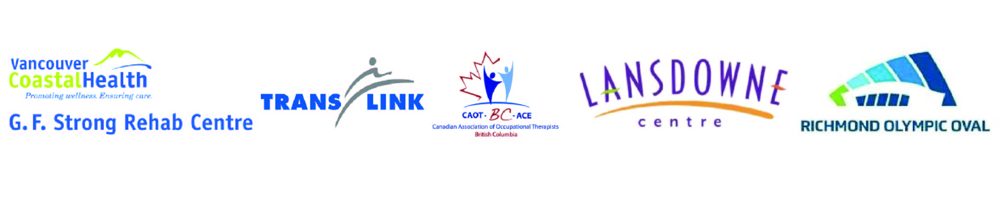 Vancouver
CoastalHealth
Promoting wellness. Ensuring care.
G. F. Strong Rehab Centre
TRANS LINK
CAOT - BC - ACE
Canadian Association of Occupational Therapists
British Columbia
LANSDOWNE
centre
RICHMOND OLYMPIC OVAL